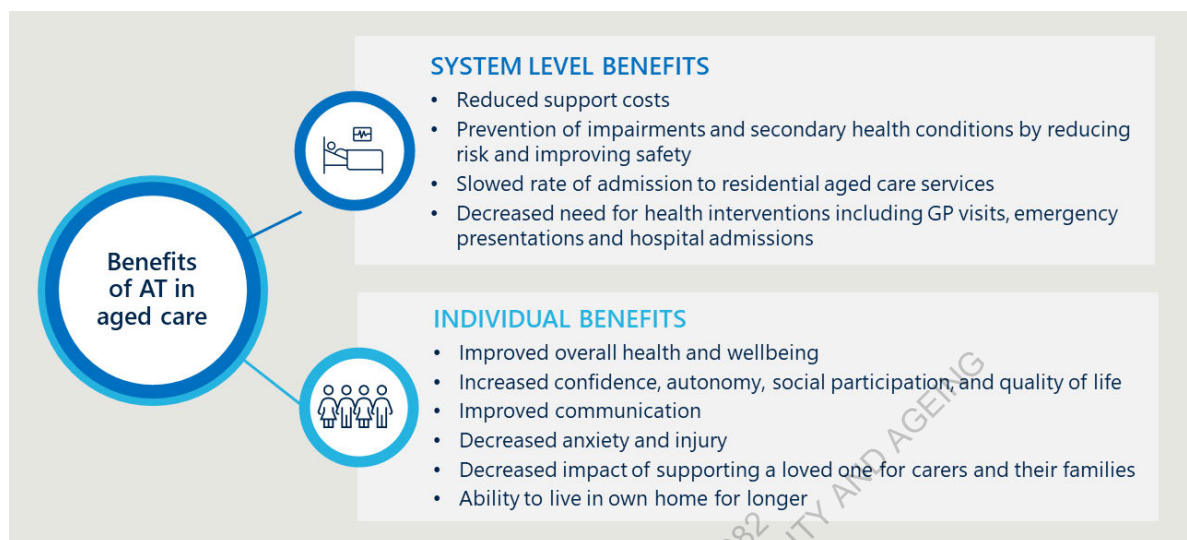 Benefits
of AT in
aged care
SYSTEM LEVEL BENEFITS
• Reduced support costs
• Prevention of impairments and secondary health conditions by reducing
risk and improving safety
• Slowed rate of admission to residential aged care services
• Decreased need for health interventions including GP visits, emergency
presentations and hospital admissions
INDIVIDUAL BENEFITS
• Improved overall health and wellbeing
• Increased confidence, autonomy, social participation, and quality of life
• Improved communication
• Decreased anxiety and injury
• Decreased impact of supporting a loved one for carers and their families
• Ability to live in own home for longer
AND AGEING